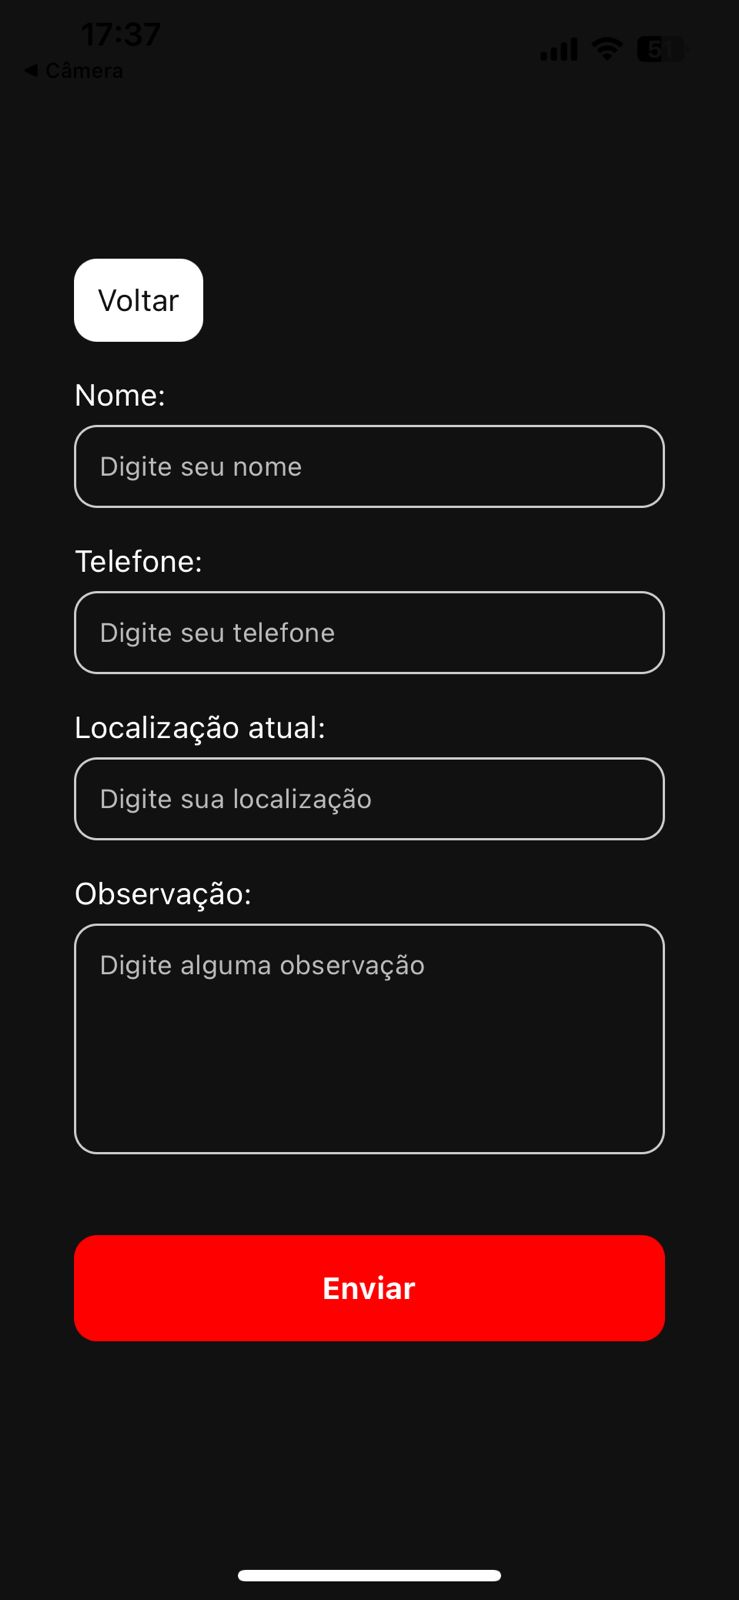 17:37
51
◀ Câmera
Voltar
Nome:
Digite seu nome
Telefone:
Digite seu telefone
Localização atual:
Digite sua localização
Observação:
Digite alguma observação
Enviar